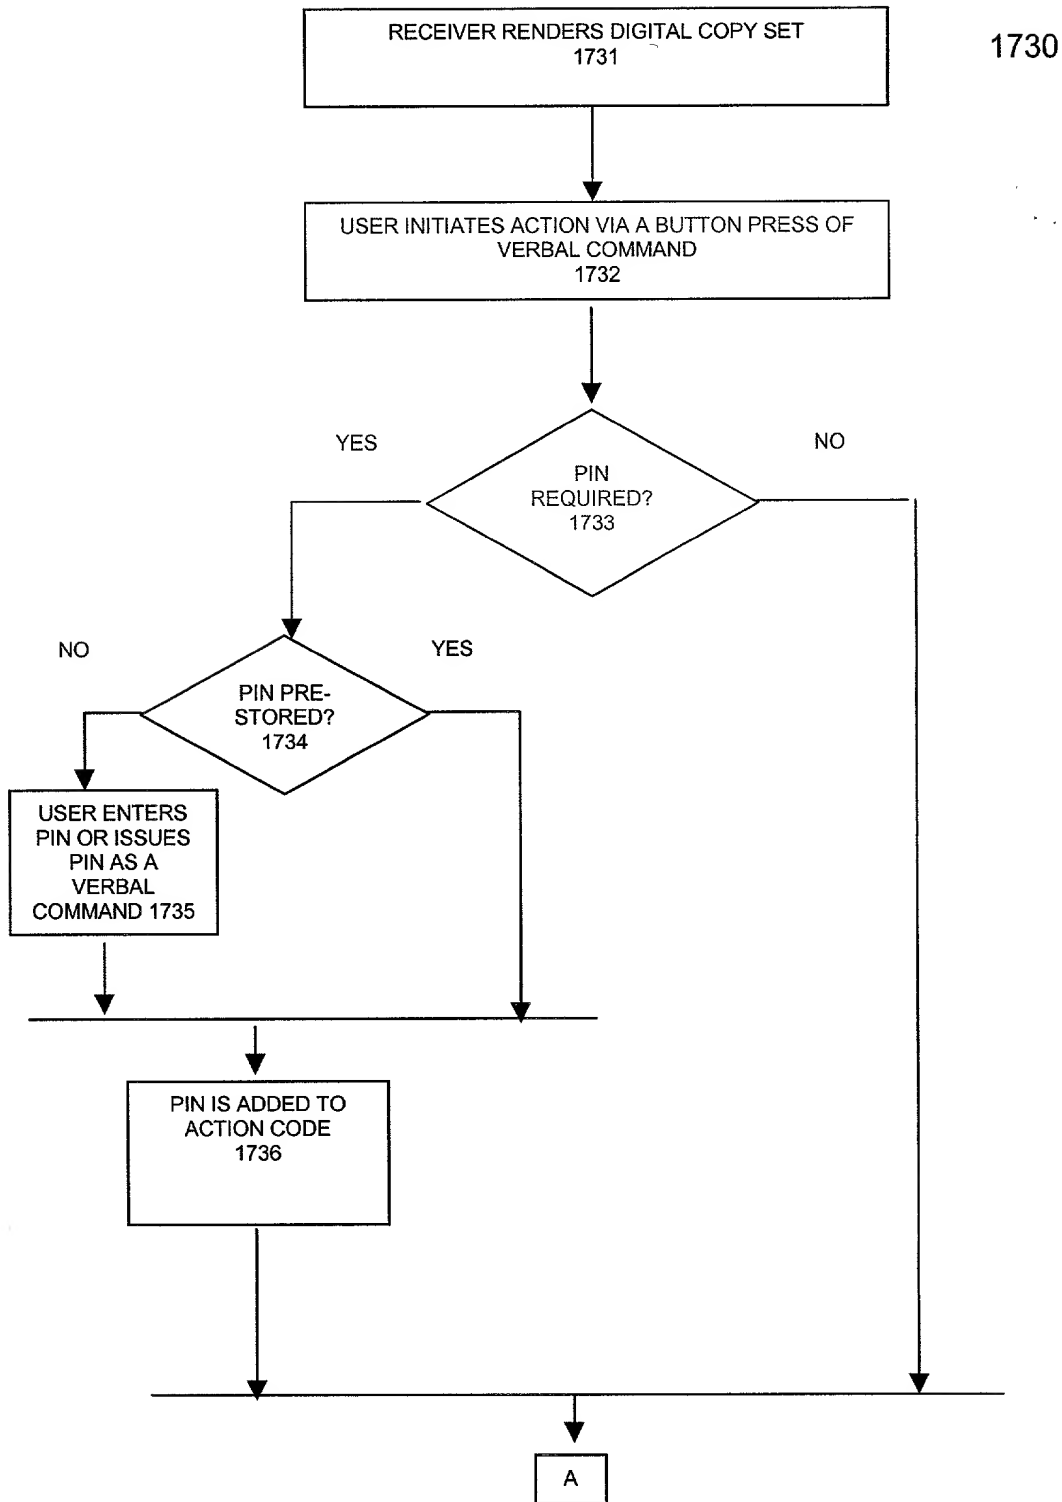 RECEIVER RENDERS DIGITAL COPY SET
1731
1730
USER INITIATES ACTION VIA A BUTTON PRESS OF
VERBAL COMMAND
1732
YES
NO
PIN
REQUIRED?
1733
NO
YES
PIN PRE-
STORED?
1734
USER ENTERS
PIN OR ISSUES
PIN AS A
VERBAL
COMMAND 1735
PIN IS ADDED TO
ACTION CODE
1736
A